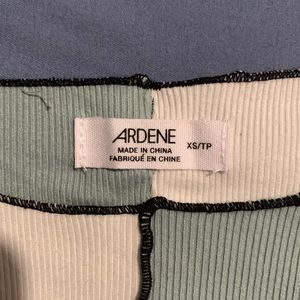 ARDENE
MADE IN CHINA
FABRIQUÉ EN CHINE
XS/TP